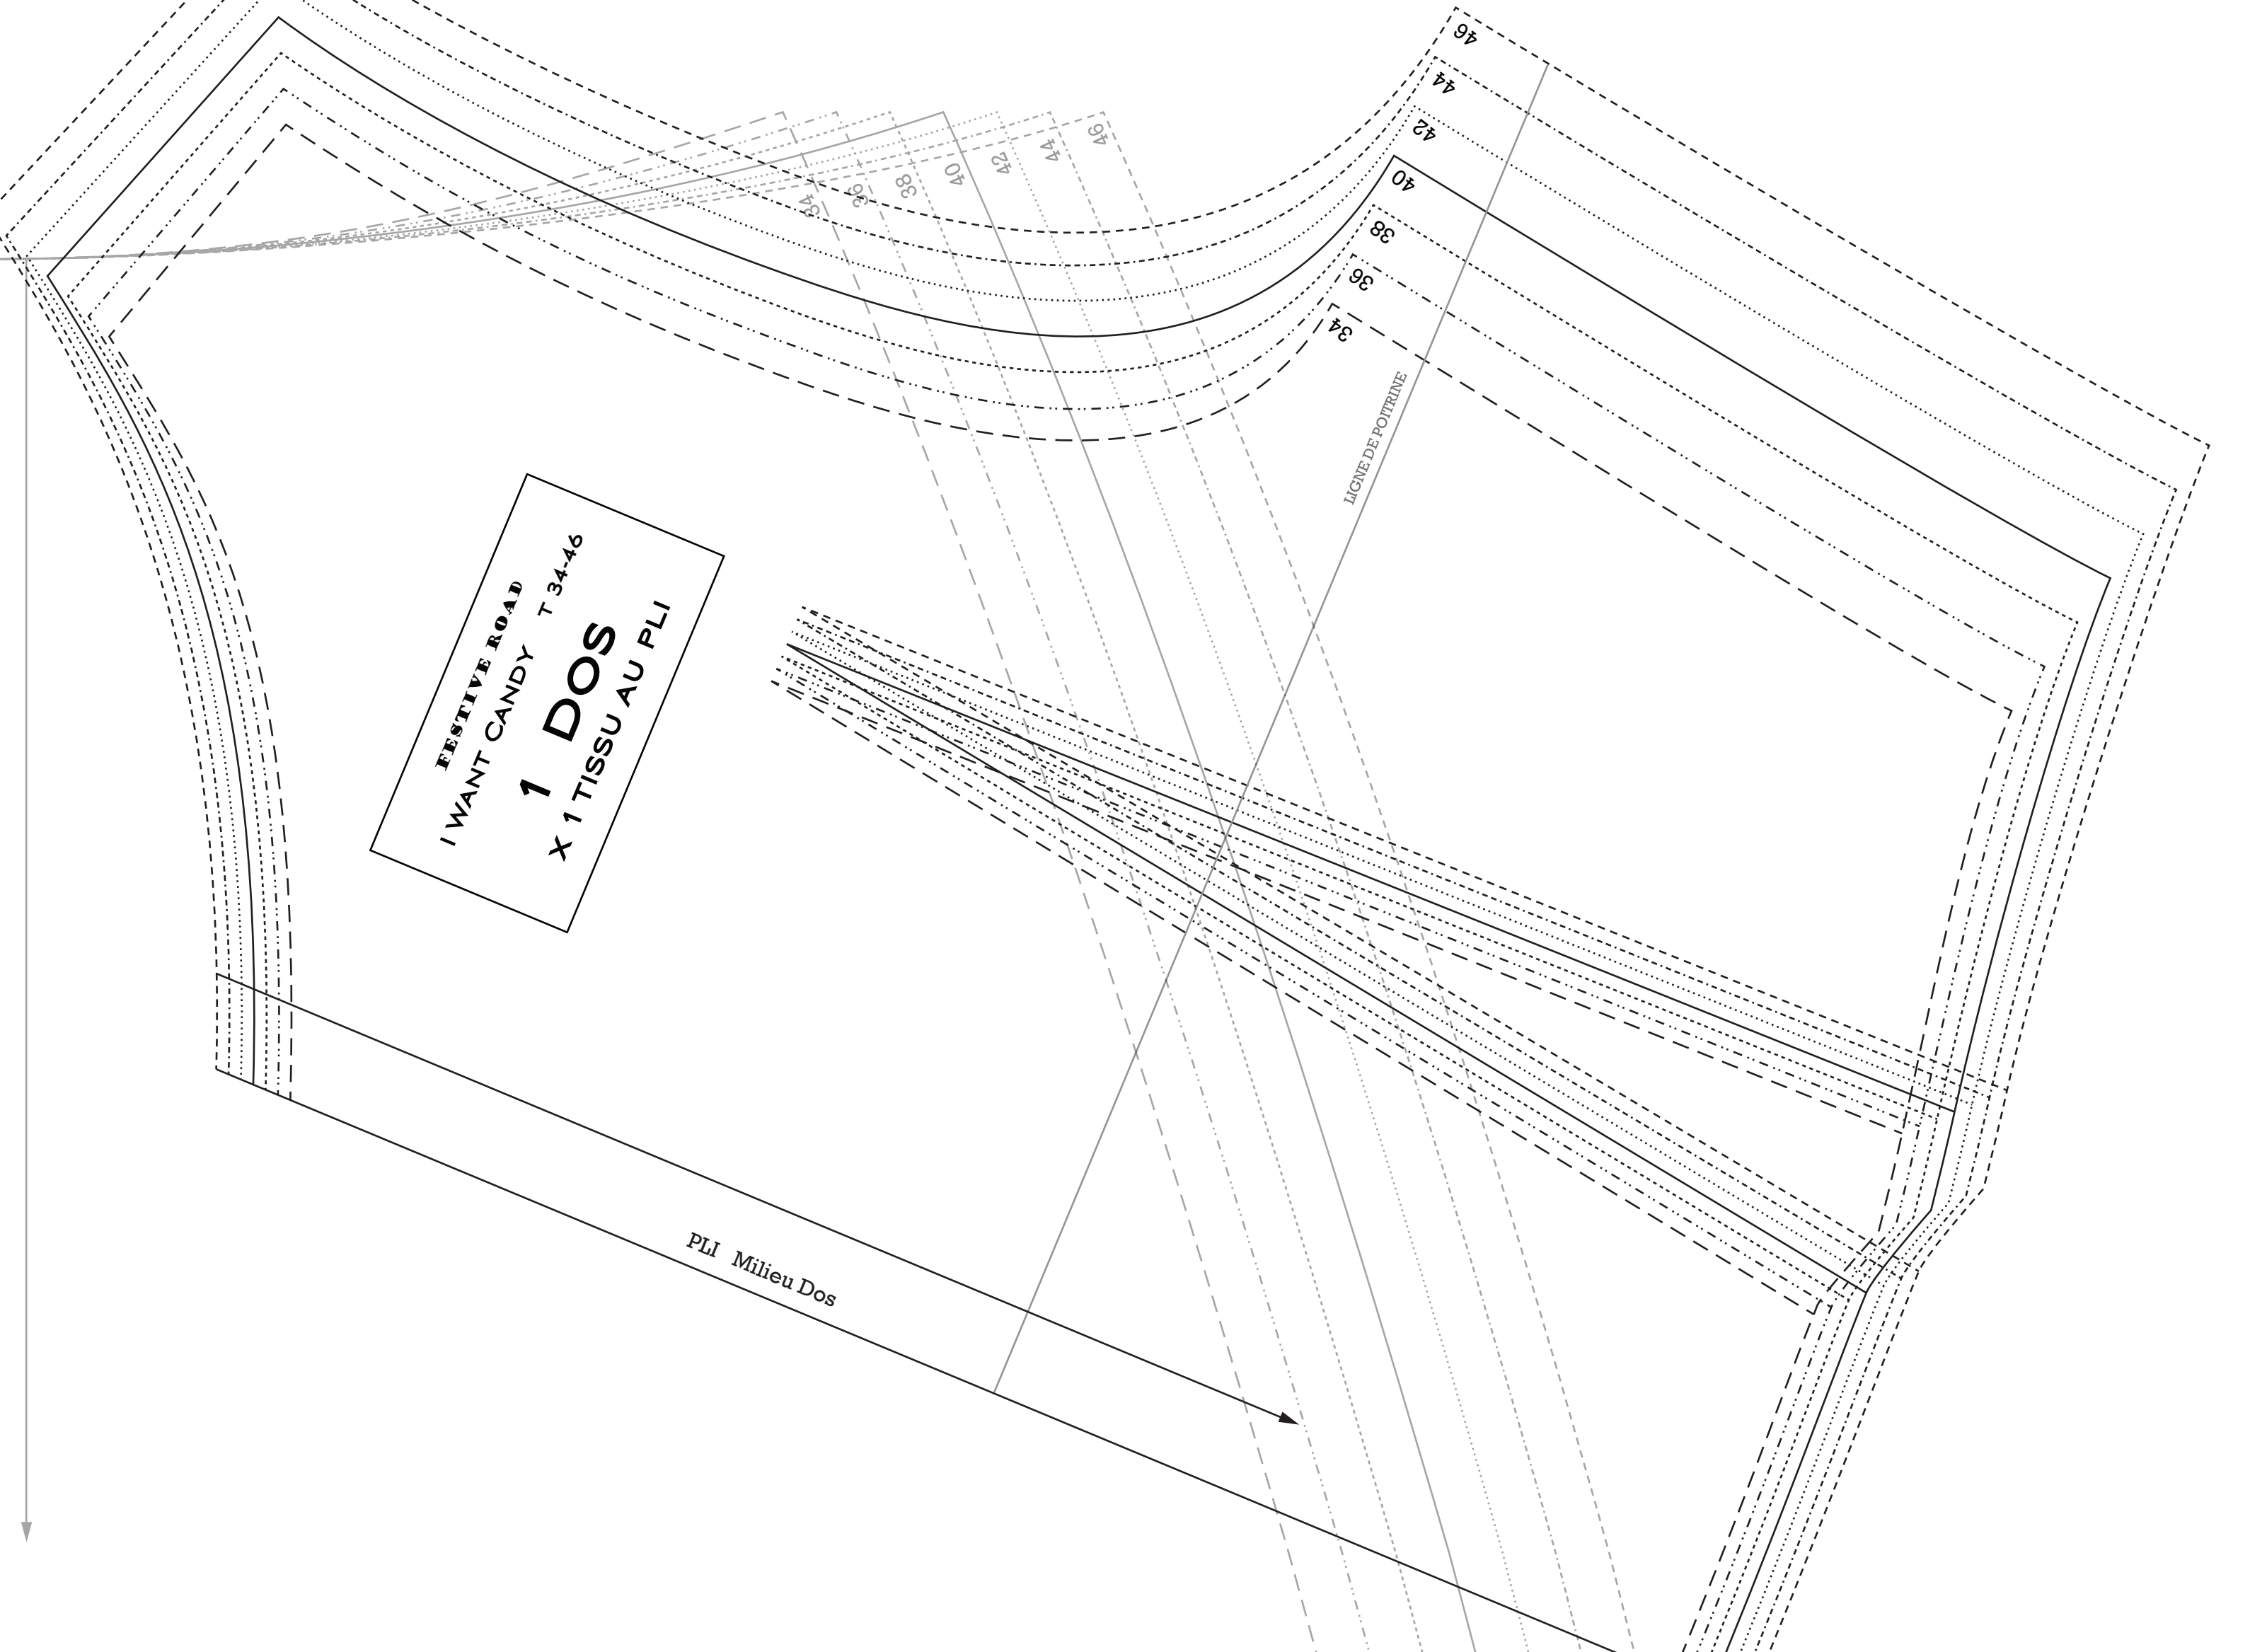 46
44
42
40
38
36
34
34
36
38
40
42
44
46
LIGNE DE POITRINE
FESTIVE ROAD
I WANT CANDY T 34-46
1 DOS
X 1 TISSU AU PLI
PLI Milieu Dos